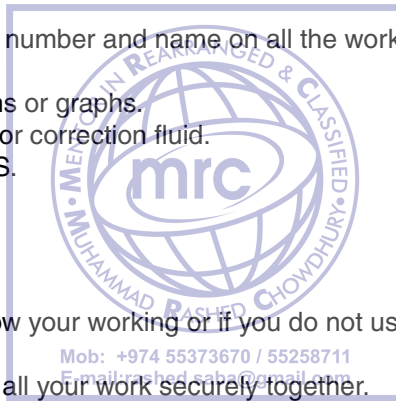 number and name on all the work
MENTOR IN REARRANGED & CLASSIFIED
ns or graphs.
or correction fluid.
S.
mrc
MUHAMMAD RASHED CHOWDHURY
w your working or if you do not us
Mob: +974 55373670 / 55258711
E-mail:rashed.saba@gmail.com
all your work securely together.